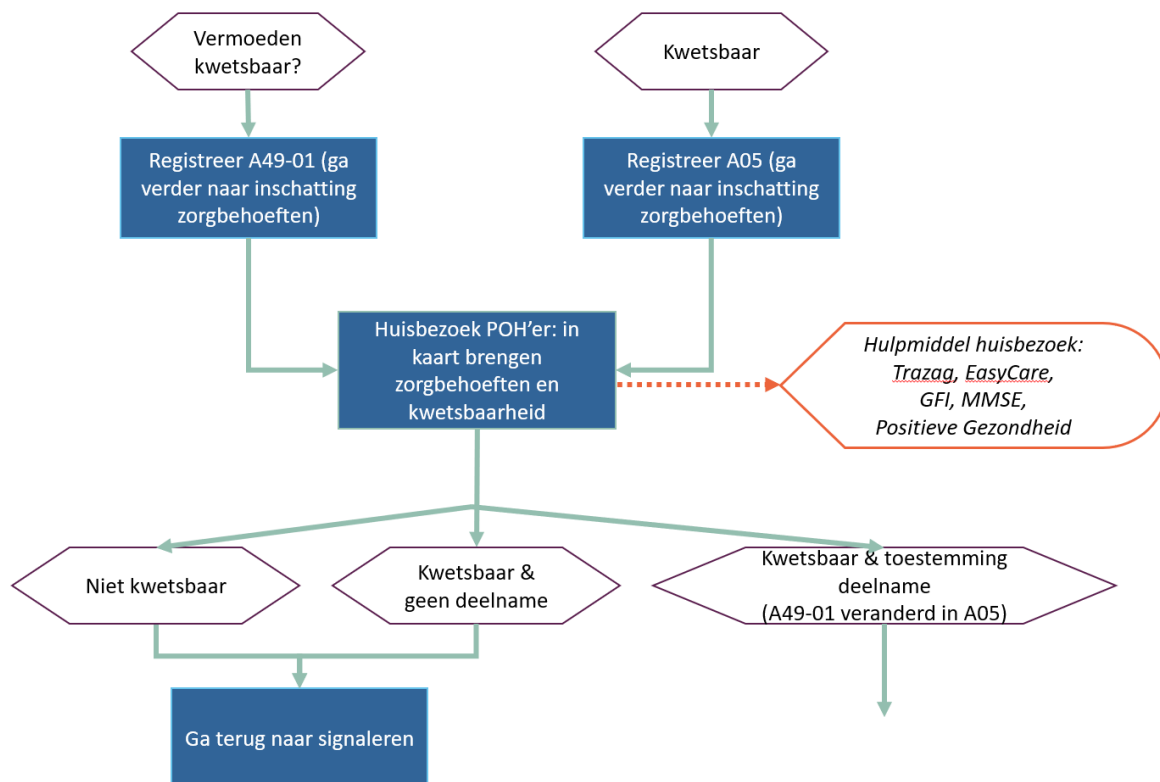 Vermoeden
kwetsbaar?
Kwetsbaar
Registreer A49-01 (ga
verder naar inschatting
zorgbehoeften)
Registreer A05 (ga
verder naar inschatting
zorgbehoeften)
Huisbezoek POH’er: in
kaart brengen
zorgbehoeften en
kwetsbaarheid
Hulpmiddel huisbezoek:
Trazag, EasyCare,
GFI, MMSE,
Positieve Gezondheid
Niet kwetsbaar
Kwetsbaar &
geen deelname
Kwetsbaar & toestemming
deelname
(A49-01 veranderd in A05)
Ga terug naar signaleren